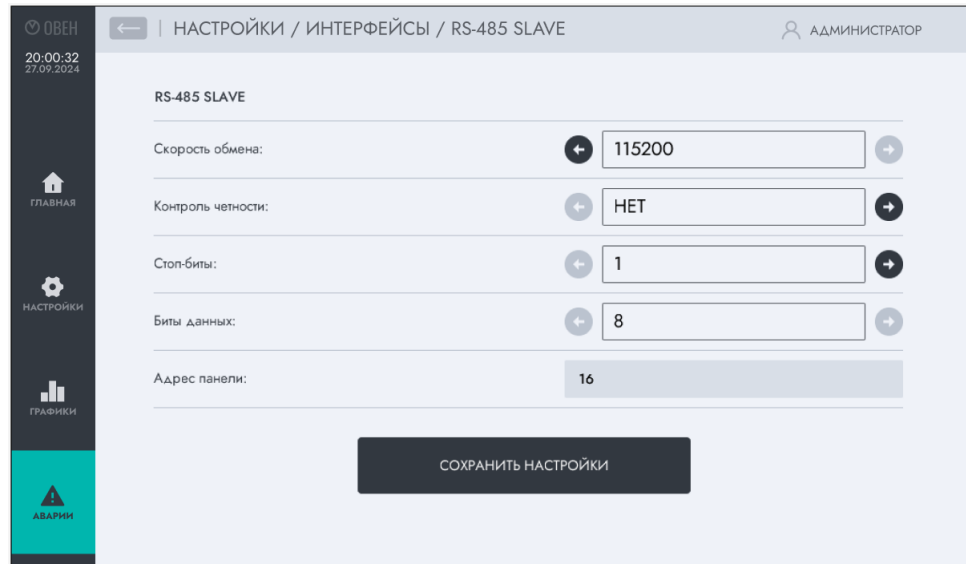 ОВЕН
НАСТРОЙКИ / ИНТЕРФЕЙСЫ / RS-485 SLAVE
АДМИНИСТРАТОР
20:00:32
27.09.2024
RS-485 SLAVE
Скорость обмена:
115200
ГЛАВНАЯ
Контроль четности:
НЕТ
Стоп-биты:
1
НАСТРОЙКИ
Биты данных:
8
Адрес панели:
16
ГРАФИКИ
СОХРАНИТЬ НАСТРОЙКИ
АВАРИИ